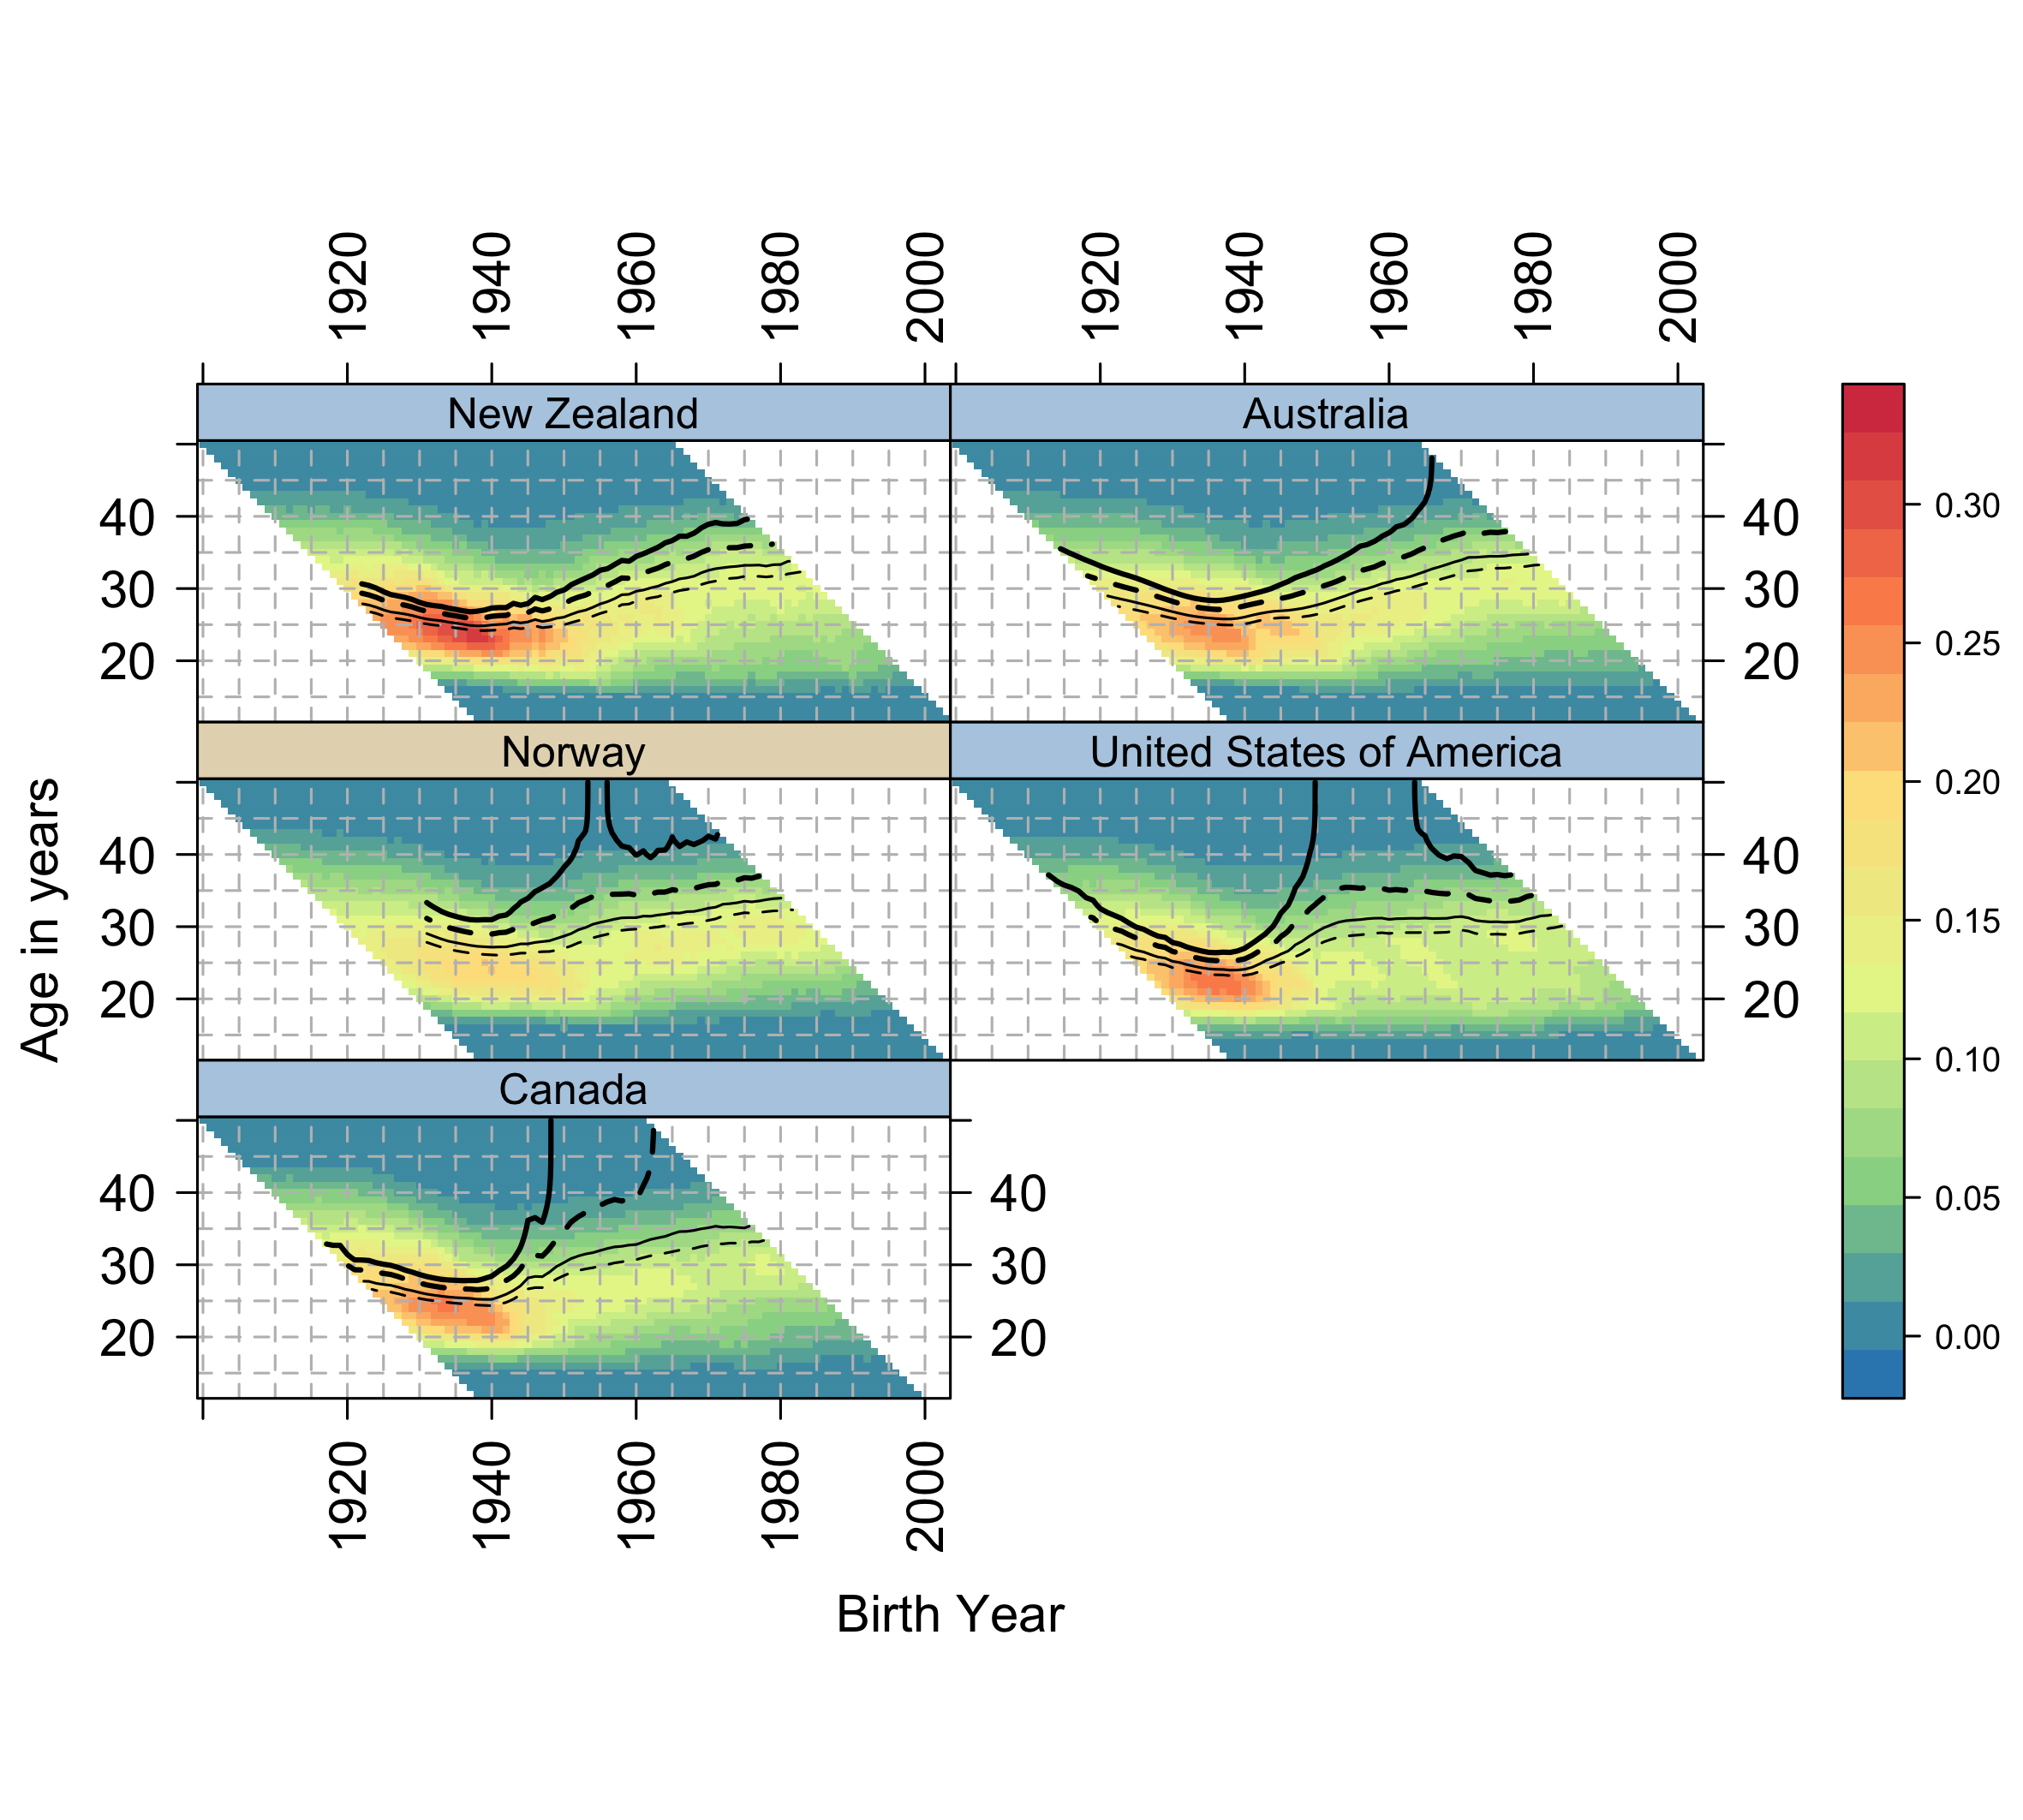 1920 1940 1960 1980 2000 1920 1940 1960 1980 2000
New Zealand Australia
40 30 20
40 30 20
Norway United States of America
40 30 20
40 30 20
Canada
40 30 20
40 30 20
1920 1940 1960 1980 2000
Age in years
Birth Year
0.30
0.25
0.20
0.15
0.10
0.05
0.00